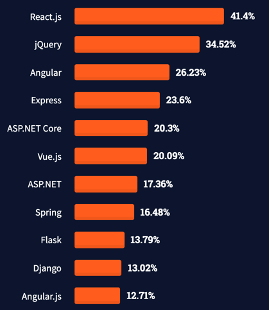 React.js 41.4%
jQuery 34.52%
Angular 26.23%
Express 23.6%
ASP.NET Core 20.3%
Vue.js 20.09%
ASP.NET 17.36%
Spring 16.48%
Flask 13.79%
Django 13.02%
Angular.js 12.71%